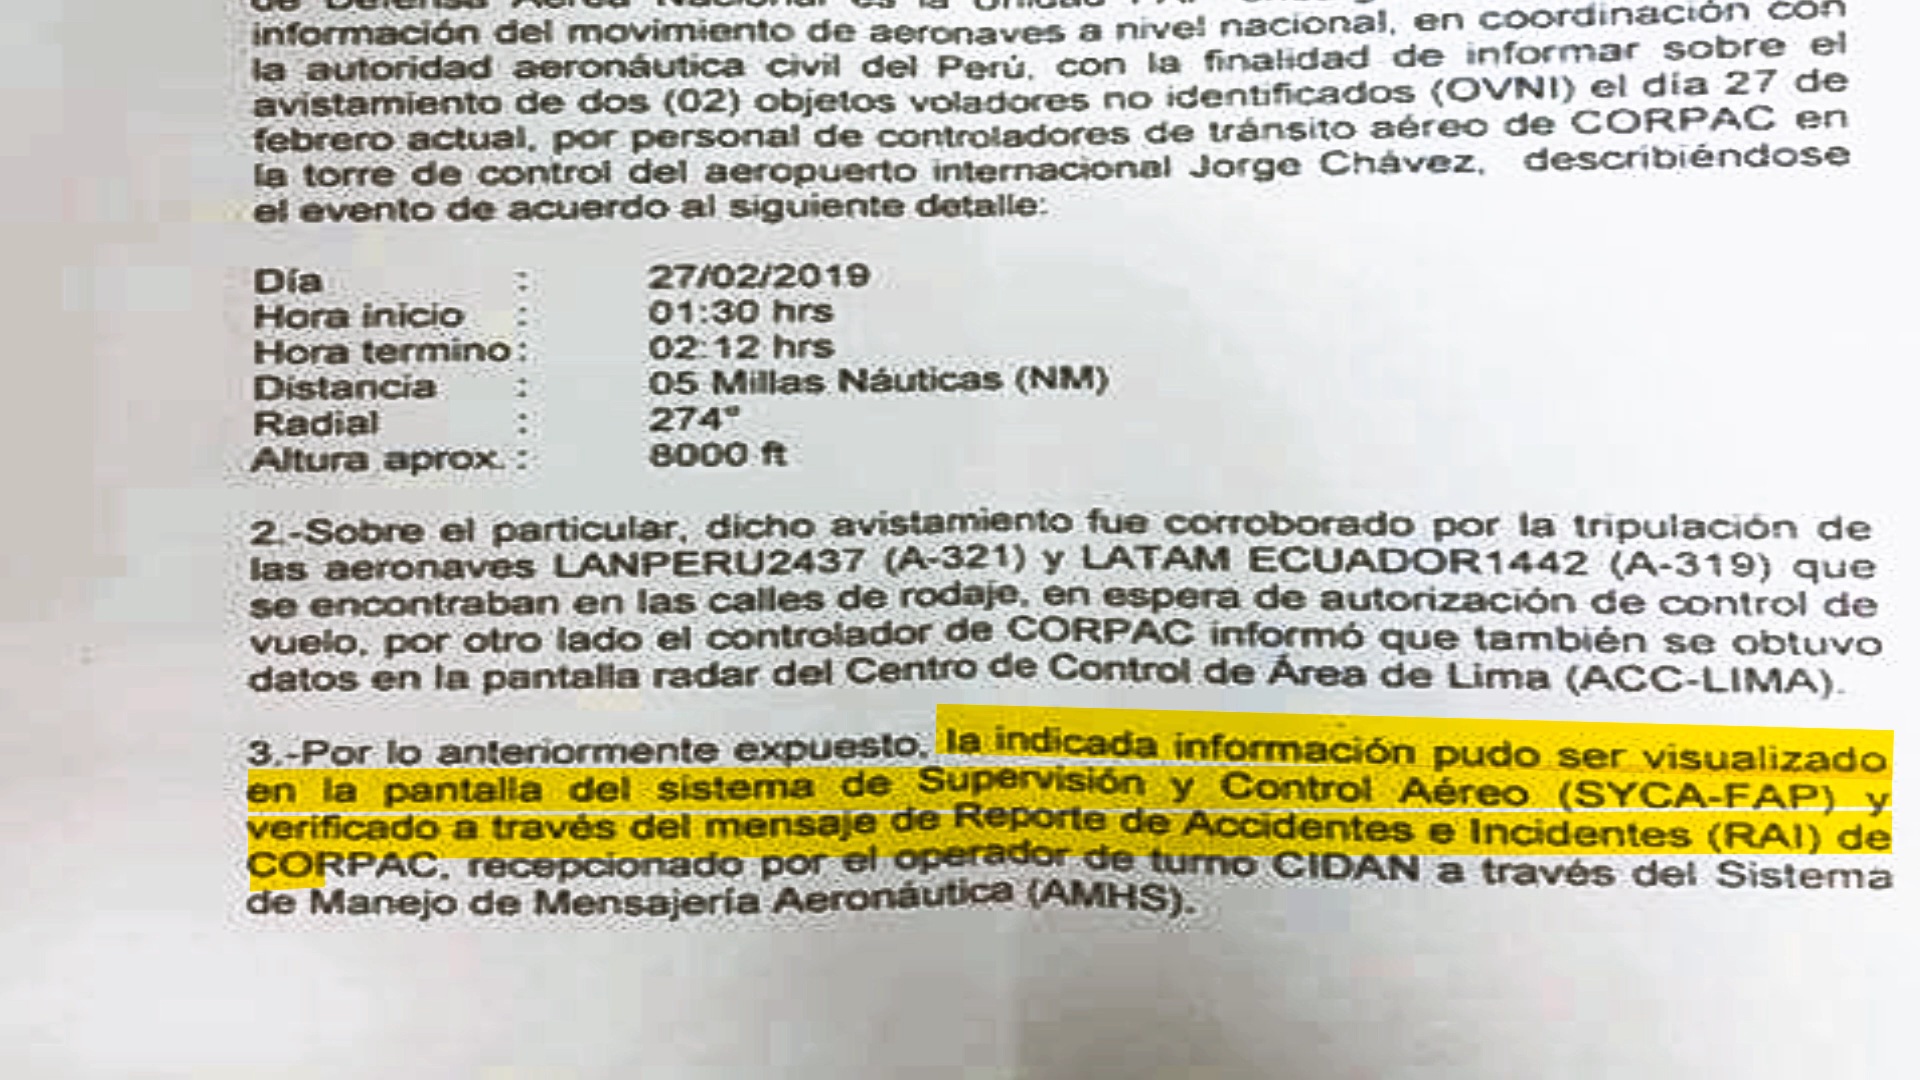 de Defensa Aérea Nacional es la Unidad FAP
información del movimiento de aeronaves a nivel nacional, en coordinación con
la autoridad aeronáutica civil del Perú, con la finalidad de informar sobre el
avistamiento de dos (02) objetos voladores no identificados (OVNI) el día 27 de
febrero actual, por personal de controladores de tránsito aéreo de CORPAC en
la torre de control del aeropuerto internacional Jorge Chávez, describiéndose
el evento de acuerdo al siguiente detalle:
Día : 27/02/2019
Hora inicio : 01:30 hrs
Hora termino : 02:12 hrs
Distancia : 05 Millas Náuticas (NM)
Radial : 274°
Altura aprox. : 8000 ft
2.-Sobre el particular, dicho avistamiento fue corroborado por la tripulación de
las aeronaves LANPERU2437 (A-321) y LATAM ECUADOR1442 (A-319) que
se encontraban en las calles de rodaje, en espera de autorización de control de
vuelo, por otro lado el controlador de CORPAC informó que también se obtuvo
datos en la pantalla radar del Centro de Control de Área de Lima (ACC-LIMA).
3.-Por lo anteriormente expuesto, la indicada información pudo ser visualizado
en la pantalla del sistema de Supervisión y Control Aéreo (SYCA-FAP) y
verificado a través del mensaje de Reporte de Accidentes e Incidentes (RAI) de
CORPAC, recepcionado por el operador de turno CIDAN a través del Sistema
de Manejo de Mensajería Aeronáutica (AMHS).